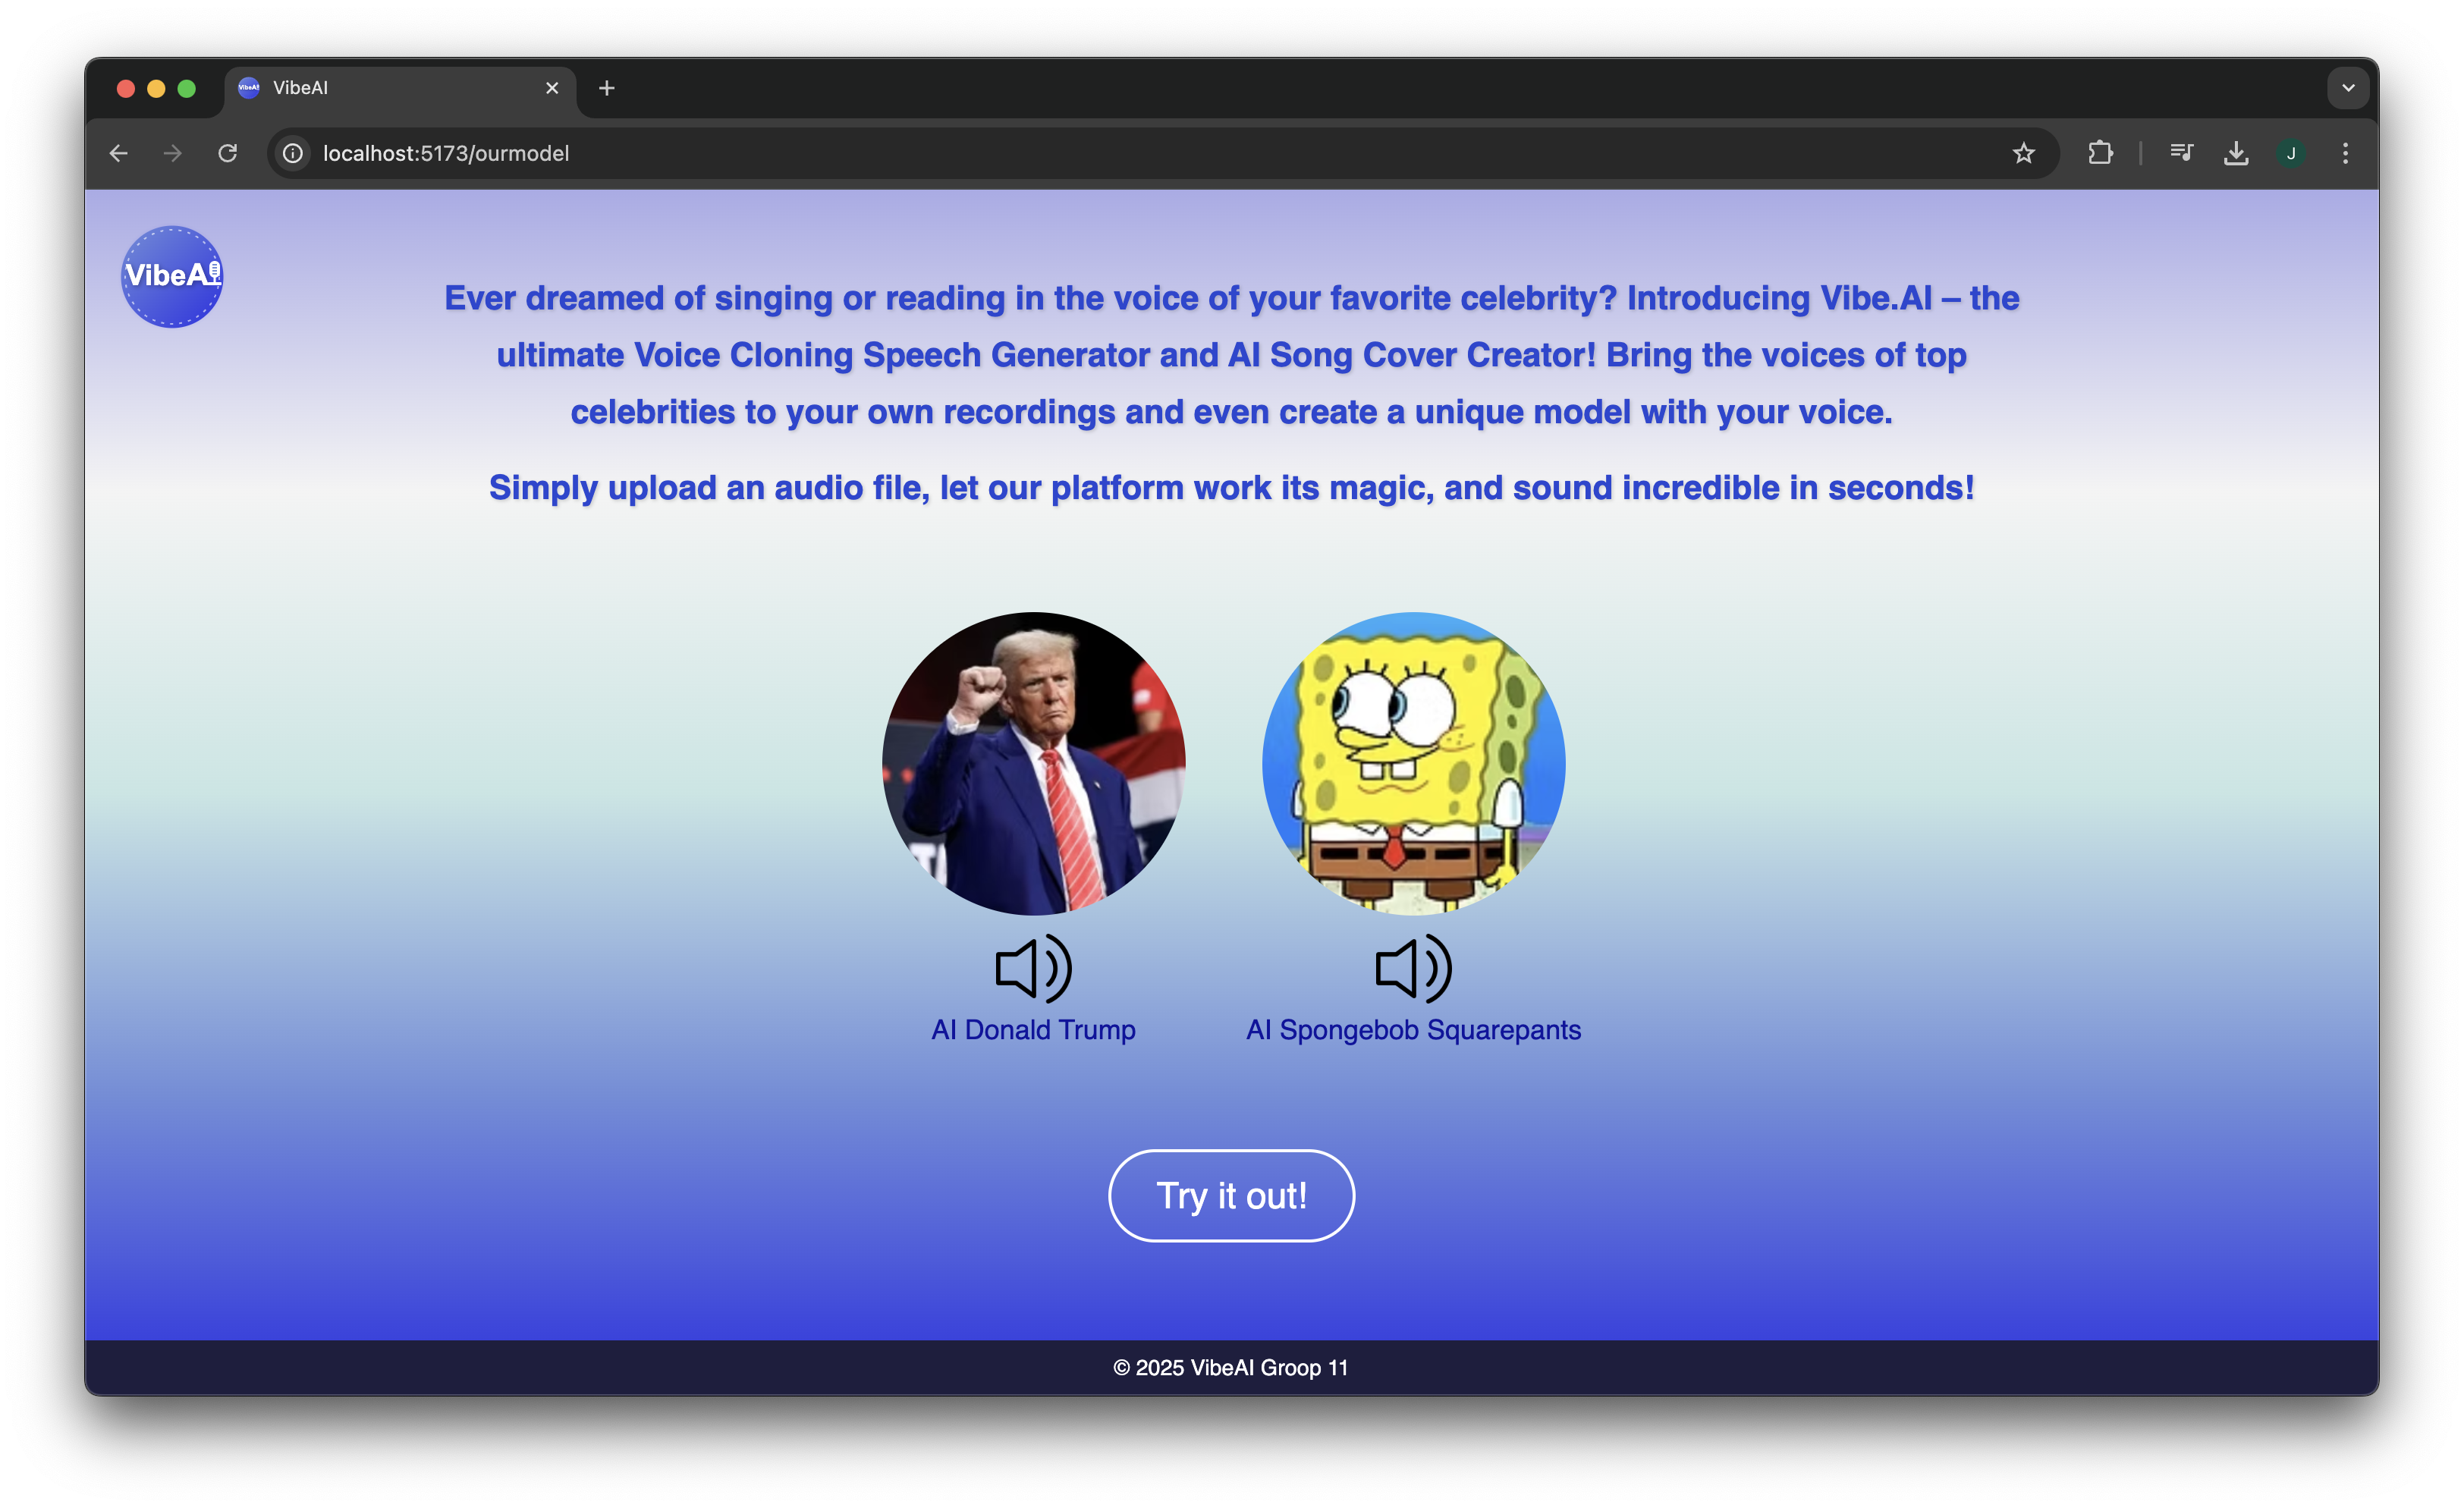 VibeAI
VibeAI
localhost:5173/ourmodel
J
VibeAI
Ever dreamed of singing or reading in the voice of your favorite celebrity? Introducing Vibe.AI – the
ultimate Voice Cloning Speech Generator and AI Song Cover Creator! Bring the voices of top
celebrities to your own recordings and even create a unique model with your voice.
Simply upload an audio file, let our platform work its magic, and sound incredible in seconds!
AI Donald Trump
AI Spongebob Squarepants
Try it out!
© 2025 VibeAI Groop 11